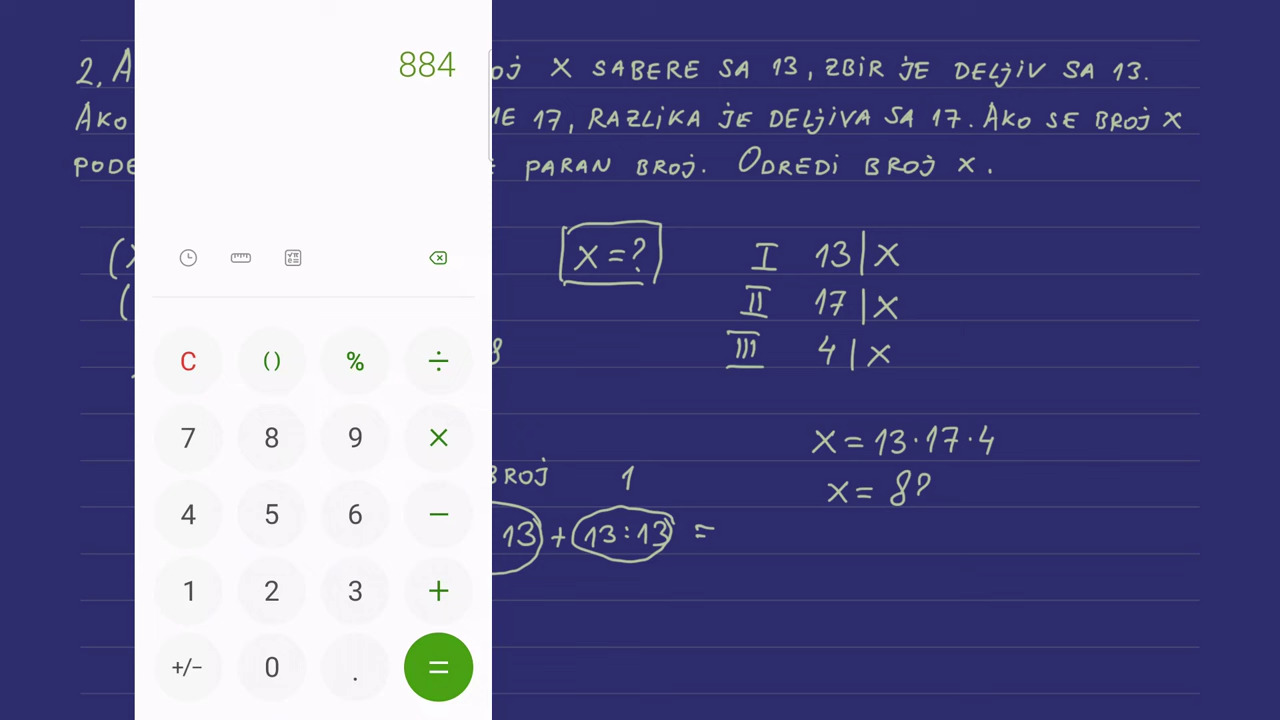 884
2, A OJ X SABERE SA 13, ZBIR JE DELJIV SA 13.
AKO ME 17, RAZLIKA JE DELJIVA SA 17. AKO SE BROJ X
PODE PARAN BROJ. ODREDI BROJ X.
(X X=? I 13|X
( II 17|X
8 III 4|X
C () % ÷
7 8 9 ×
4 5 6 −
1 2 3 +
+/− 0 . =
X = 13·17·4
BROJ 1
X = 8?
13 + 13:13 =